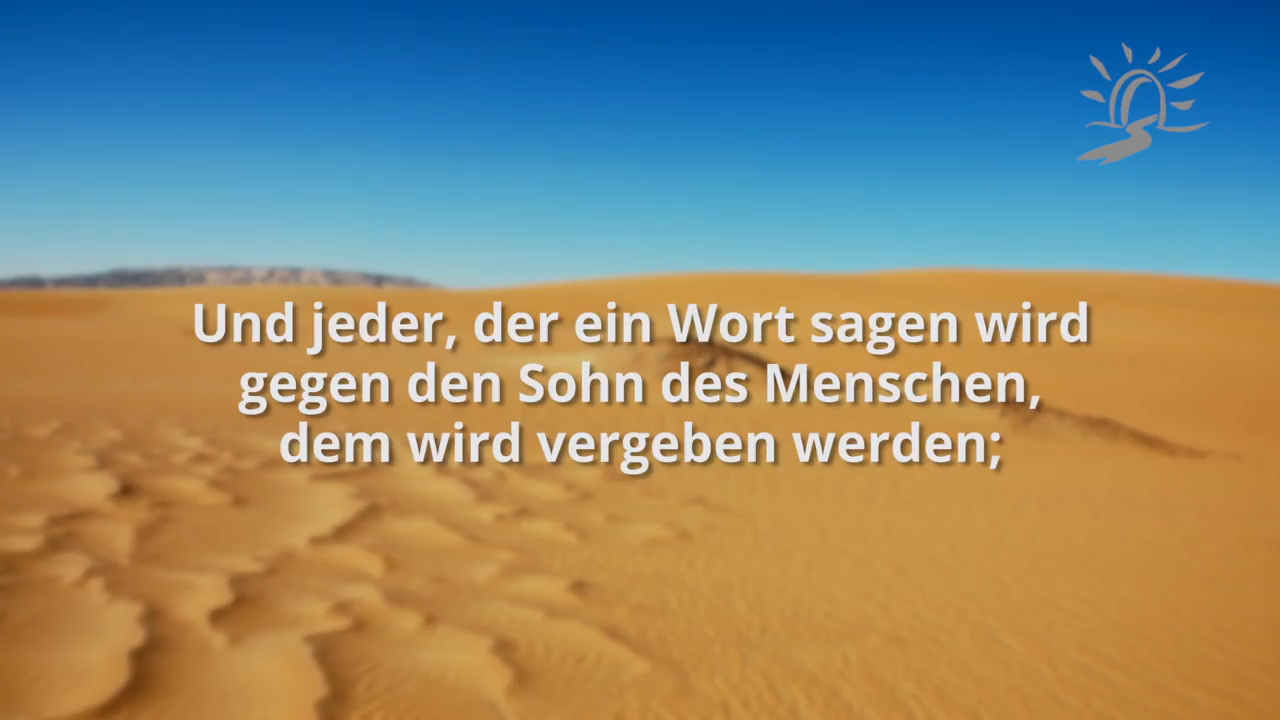 Und jeder, der ein Wort sagen wird
gegen den Sohn des Menschen,
dem wird vergeben werden;